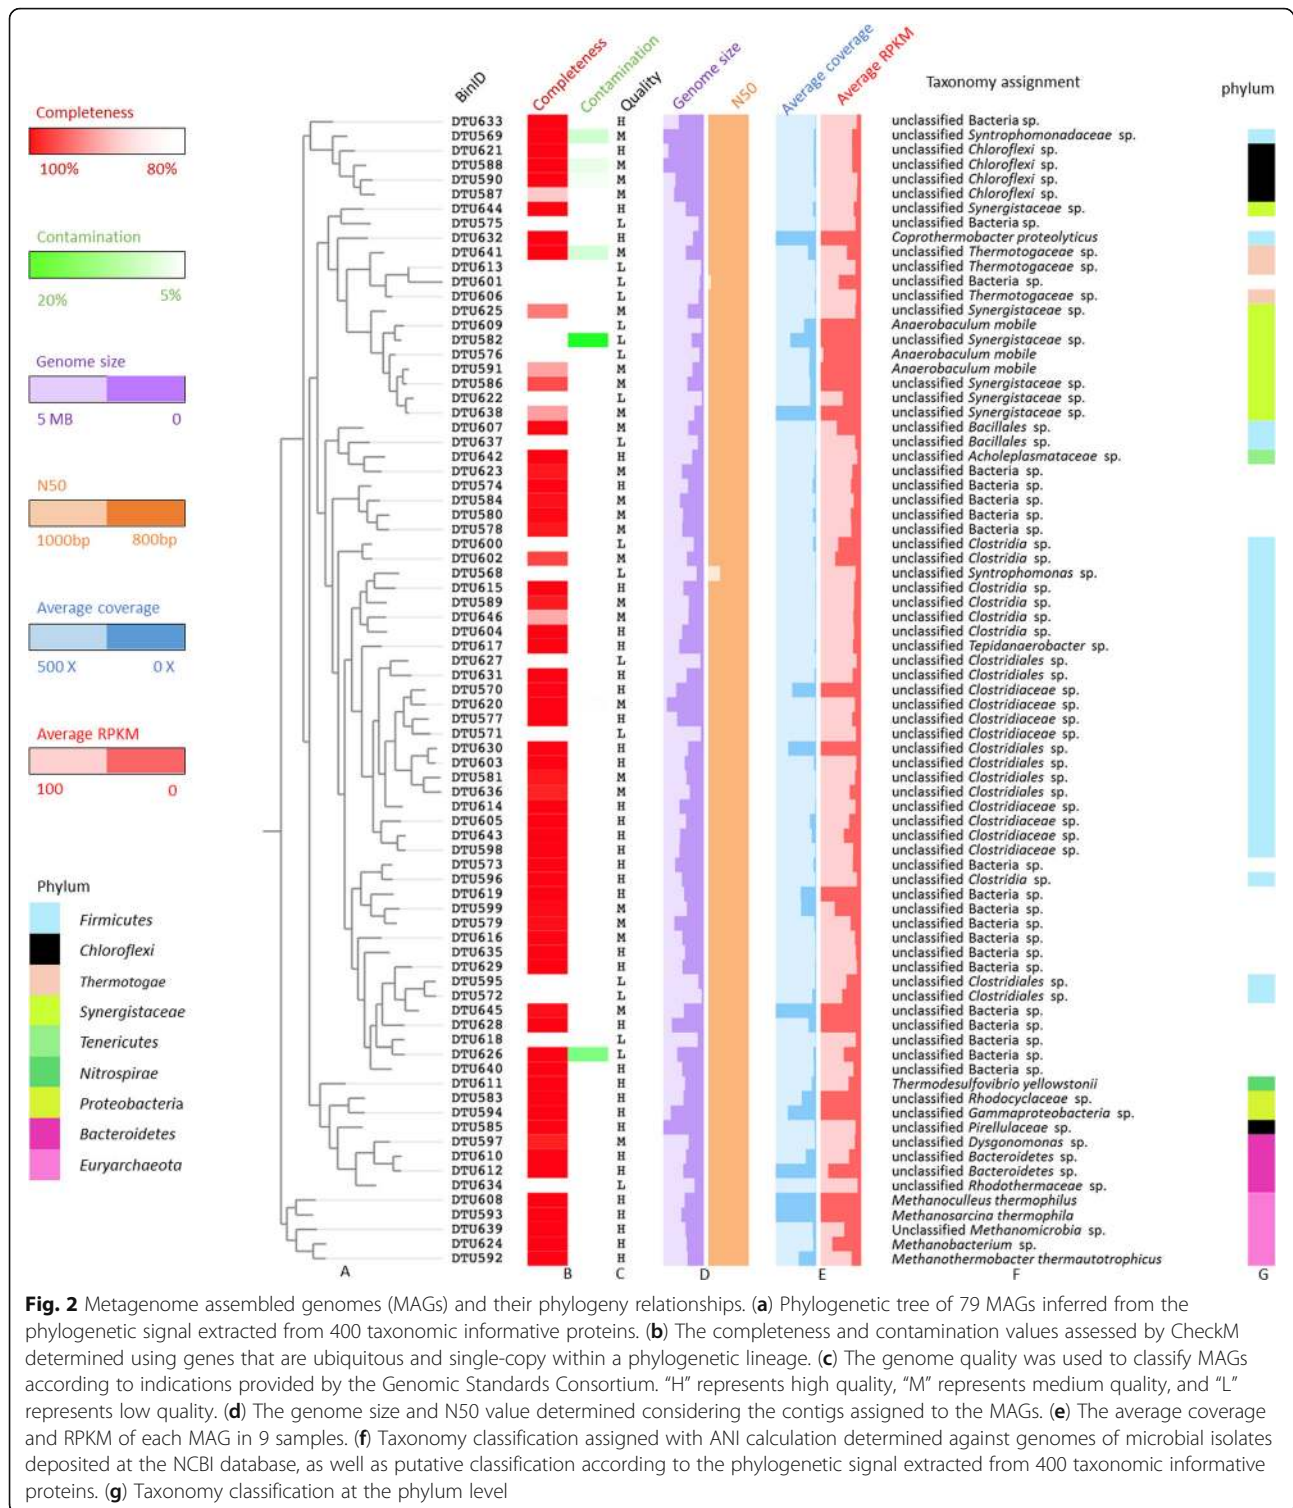 BinID
Completeness
Contamination
Quality
Genome size
N50
Average coverage
Average RPKM
Taxonomy assignment
phylum
Completeness
100% 80%
Contamination
20% 5%
Genome size
5 MB 0
N50
1000bp 800bp
Average coverage
500 X 0 X
Average RPKM
100 0
Phylum
Firmicutes
Chloroflexi
Thermotogae
Synergistaceae
Tenericutes
Nitrospirae
Proteobacteria
Bacteroidetes
Euryarchaeota
DTU633 H unclassified Bacteria sp.
DTU569 M unclassified Syntrophomonadaceae sp.
DTU621 H unclassified Chloroflexi sp.
DTU588 M unclassified Chloroflexi sp.
DTU590 M unclassified Chloroflexi sp.
DTU587 M unclassified Chloroflexi sp.
DTU644 H unclassified Synergistaceae sp.
DTU575 L unclassified Bacteria sp.
DTU632 H Coprothermobacter proteolyticus
DTU641 M unclassified Thermotogaceae sp.
DTU613 L unclassified Thermotogaceae sp.
DTU601 L unclassified Bacteria sp.
DTU606 L unclassified Thermotogaceae sp.
DTU625 M unclassified Synergistaceae sp.
DTU609 L Anaerobaculum mobile
DTU582 L unclassified Synergistaceae sp.
DTU576 L Anaerobaculum mobile
DTU591 M Anaerobaculum mobile
DTU586 M unclassified Synergistaceae sp.
DTU622 L unclassified Synergistaceae sp.
DTU638 M unclassified Synergistaceae sp.
DTU607 M unclassified Bacillales sp.
DTU637 L unclassified Bacillales sp.
DTU642 H unclassified Acholeplasmataceae sp.
DTU623 M unclassified Bacteria sp.
DTU574 H unclassified Bacteria sp.
DTU584 M unclassified Bacteria sp.
DTU580 M unclassified Bacteria sp.
DTU578 M unclassified Bacteria sp.
DTU600 L unclassified Clostridia sp.
DTU602 M unclassified Clostridia sp.
DTU568 L unclassified Syntrophomonas sp.
DTU615 H unclassified Clostridia sp.
DTU589 M unclassified Clostridia sp.
DTU646 M unclassified Clostridia sp.
DTU604 H unclassified Clostridia sp.
DTU617 H unclassified Tepidanaerobacter sp.
DTU627 L unclassified Clostridiales sp.
DTU631 H unclassified Clostridiales sp.
DTU570 H unclassified Clostridiaceae sp.
DTU620 M unclassified Clostridiaceae sp.
DTU577 H unclassified Clostridiaceae sp.
DTU571 L unclassified Clostridiaceae sp.
DTU630 H unclassified Clostridiales sp.
DTU603 H unclassified Clostridiales sp.
DTU581 M unclassified Clostridiales sp.
DTU636 M unclassified Clostridiales sp.
DTU614 H unclassified Clostridiaceae sp.
DTU605 H unclassified Clostridiaceae sp.
DTU643 H unclassified Clostridiaceae sp.
DTU598 H unclassified Clostridiaceae sp.
DTU573 H unclassified Bacteria sp.
DTU596 H unclassified Clostridia sp.
DTU619 H unclassified Bacteria sp.
DTU599 M unclassified Bacteria sp.
DTU579 M unclassified Bacteria sp.
DTU616 M unclassified Bacteria sp.
DTU635 H unclassified Bacteria sp.
DTU629 H unclassified Bacteria sp.
DTU595 L unclassified Clostridiales sp.
DTU572 L unclassified Clostridiales sp.
DTU645 M unclassified Bacteria sp.
DTU628 H unclassified Bacteria sp.
DTU618 L unclassified Bacteria sp.
DTU626 L unclassified Bacteria sp.
DTU640 H unclassified Bacteria sp.
DTU611 H Thermodesulfovibrio yellowstonii
DTU583 H unclassified Rhodocyclaceae sp.
DTU594 H unclassified Gammaproteobacteria sp.
DTU585 H unclassified Pirellulaceae sp.
DTU597 M unclassified Dysgonomonas sp.
DTU610 H unclassified Bacteroidetes sp.
DTU612 H unclassified Bacteroidetes sp.
DTU634 L unclassified Rhodothermaceae sp.
DTU608 H Methanoculleus thermophilus
DTU593 H Methanosarcina thermophila
DTU639 H Unclassified Methanomicrobia sp.
DTU624 H Methanobacterium sp.
DTU592 H Methanothermobacter thermautotrophicus
A B C D E F G
Fig. 2 Metagenome assembled genomes (MAGs) and their phylogeny relationships. (a) Phylogenetic tree of 79 MAGs inferred from the
phylogenetic signal extracted from 400 taxonomic informative proteins. (b) The completeness and contamination values assessed by CheckM
determined using genes that are ubiquitous and single-copy within a phylogenetic lineage. (c) The genome quality was used to classify MAGs
according to indications provided by the Genomic Standards Consortium. “H” represents high quality, “M” represents medium quality, and “L”
represents low quality. (d) The genome size and N50 value determined considering the contigs assigned to the MAGs. (e) The average coverage
and RPKM of each MAG in 9 samples. (f) Taxonomy classification assigned with ANI calculation determined against genomes of microbial isolates
deposited at the NCBI database, as well as putative classification according to the phylogenetic signal extracted from 400 taxonomic informative
proteins. (g) Taxonomy classification at the phylum level